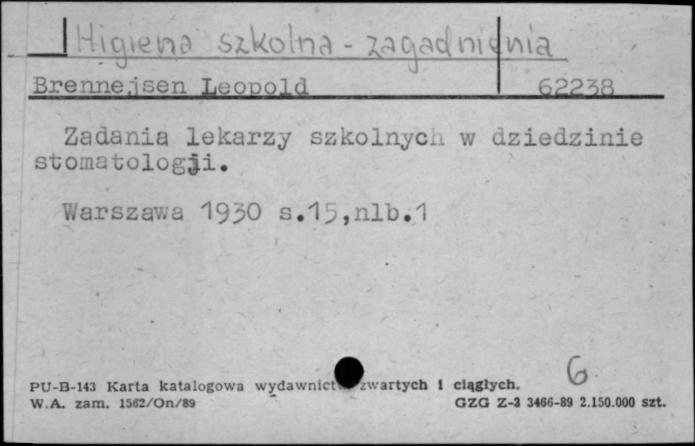 Higiena szkolna - zagadnienia
Brennejsen Leopold 62238
Zadania lekarzy szkolnych w dziedzinie
stomatologji.
Warszawa 1930 s.15,nlb.1
6
PU-B-143 Karta katalogowa wydawnictw zwartych i ciągłych.
W.A. zam. 1562/On/89 GZG Z-3 3466-89 2.150.000 szt.